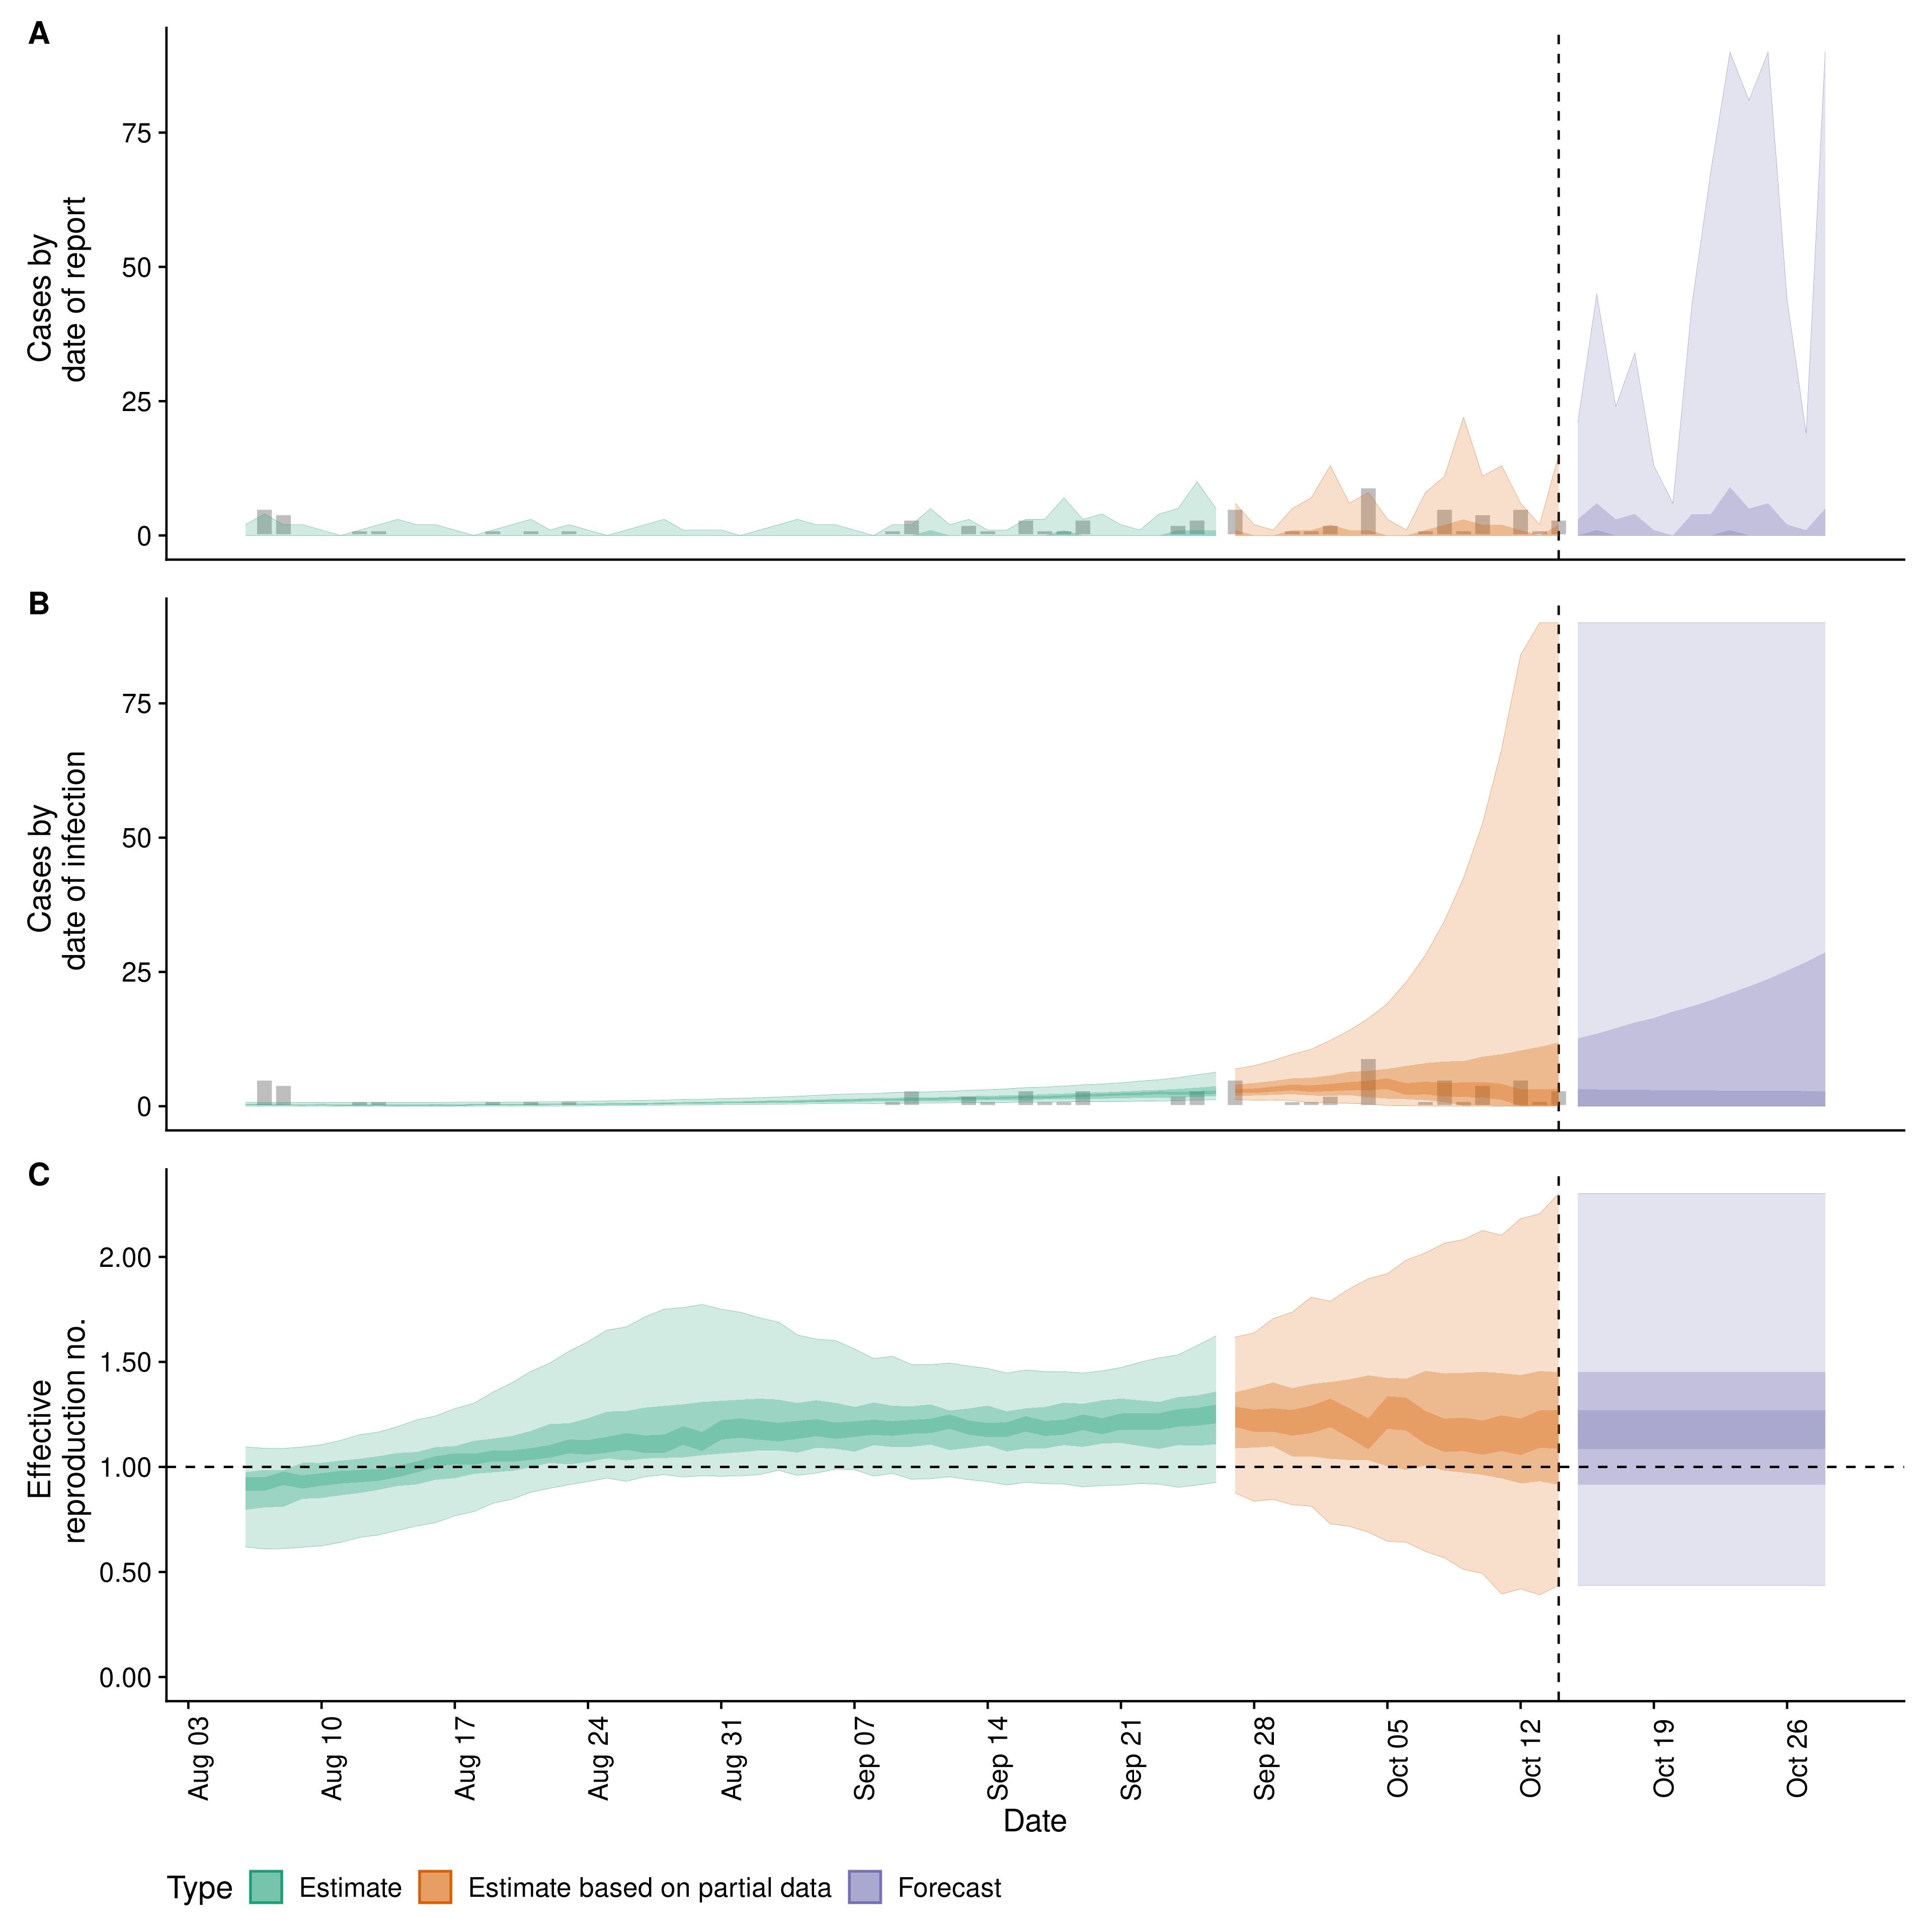 A
Cases by
date of report
75
50
25
0
B
Cases by
date of infection
75
50
25
0
C
Effective
reproduction no.
2.00
1.50
1.00
0.50
0.00
Aug 03
Aug 10
Aug 17
Aug 24
Aug 31
Sep 07
Sep 14
Sep 21
Sep 28
Oct 05
Oct 12
Oct 19
Oct 26
Date
Type Estimate Estimate based on partial data Forecast